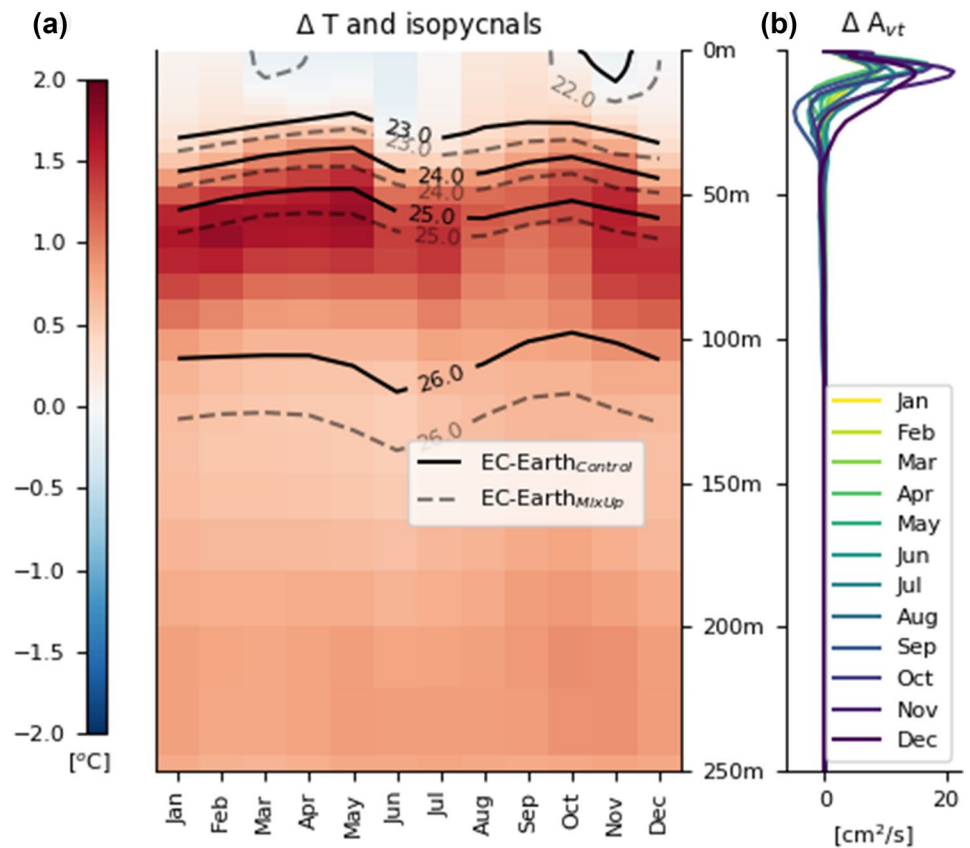 (a)
Δ T and isopycnals
(b)
Δ Avt
2.0
1.5
1.0
0.5
0.0
−0.5
−1.0
−1.5
−2.0
[°C]
22.0
23.0
23.0
24.0
24.0
25.0
25.0
26.0
26.0
EC-EarthControl
EC-EarthMixUp
0m
50m
100m
150m
200m
250m
Jan
Feb
Mar
Apr
May
Jun
Jul
Aug
Sep
Oct
Nov
Dec
Jan
Feb
Mar
Apr
May
Jun
Jul
Aug
Sep
Oct
Nov
Dec
0 20
[cm²/s]